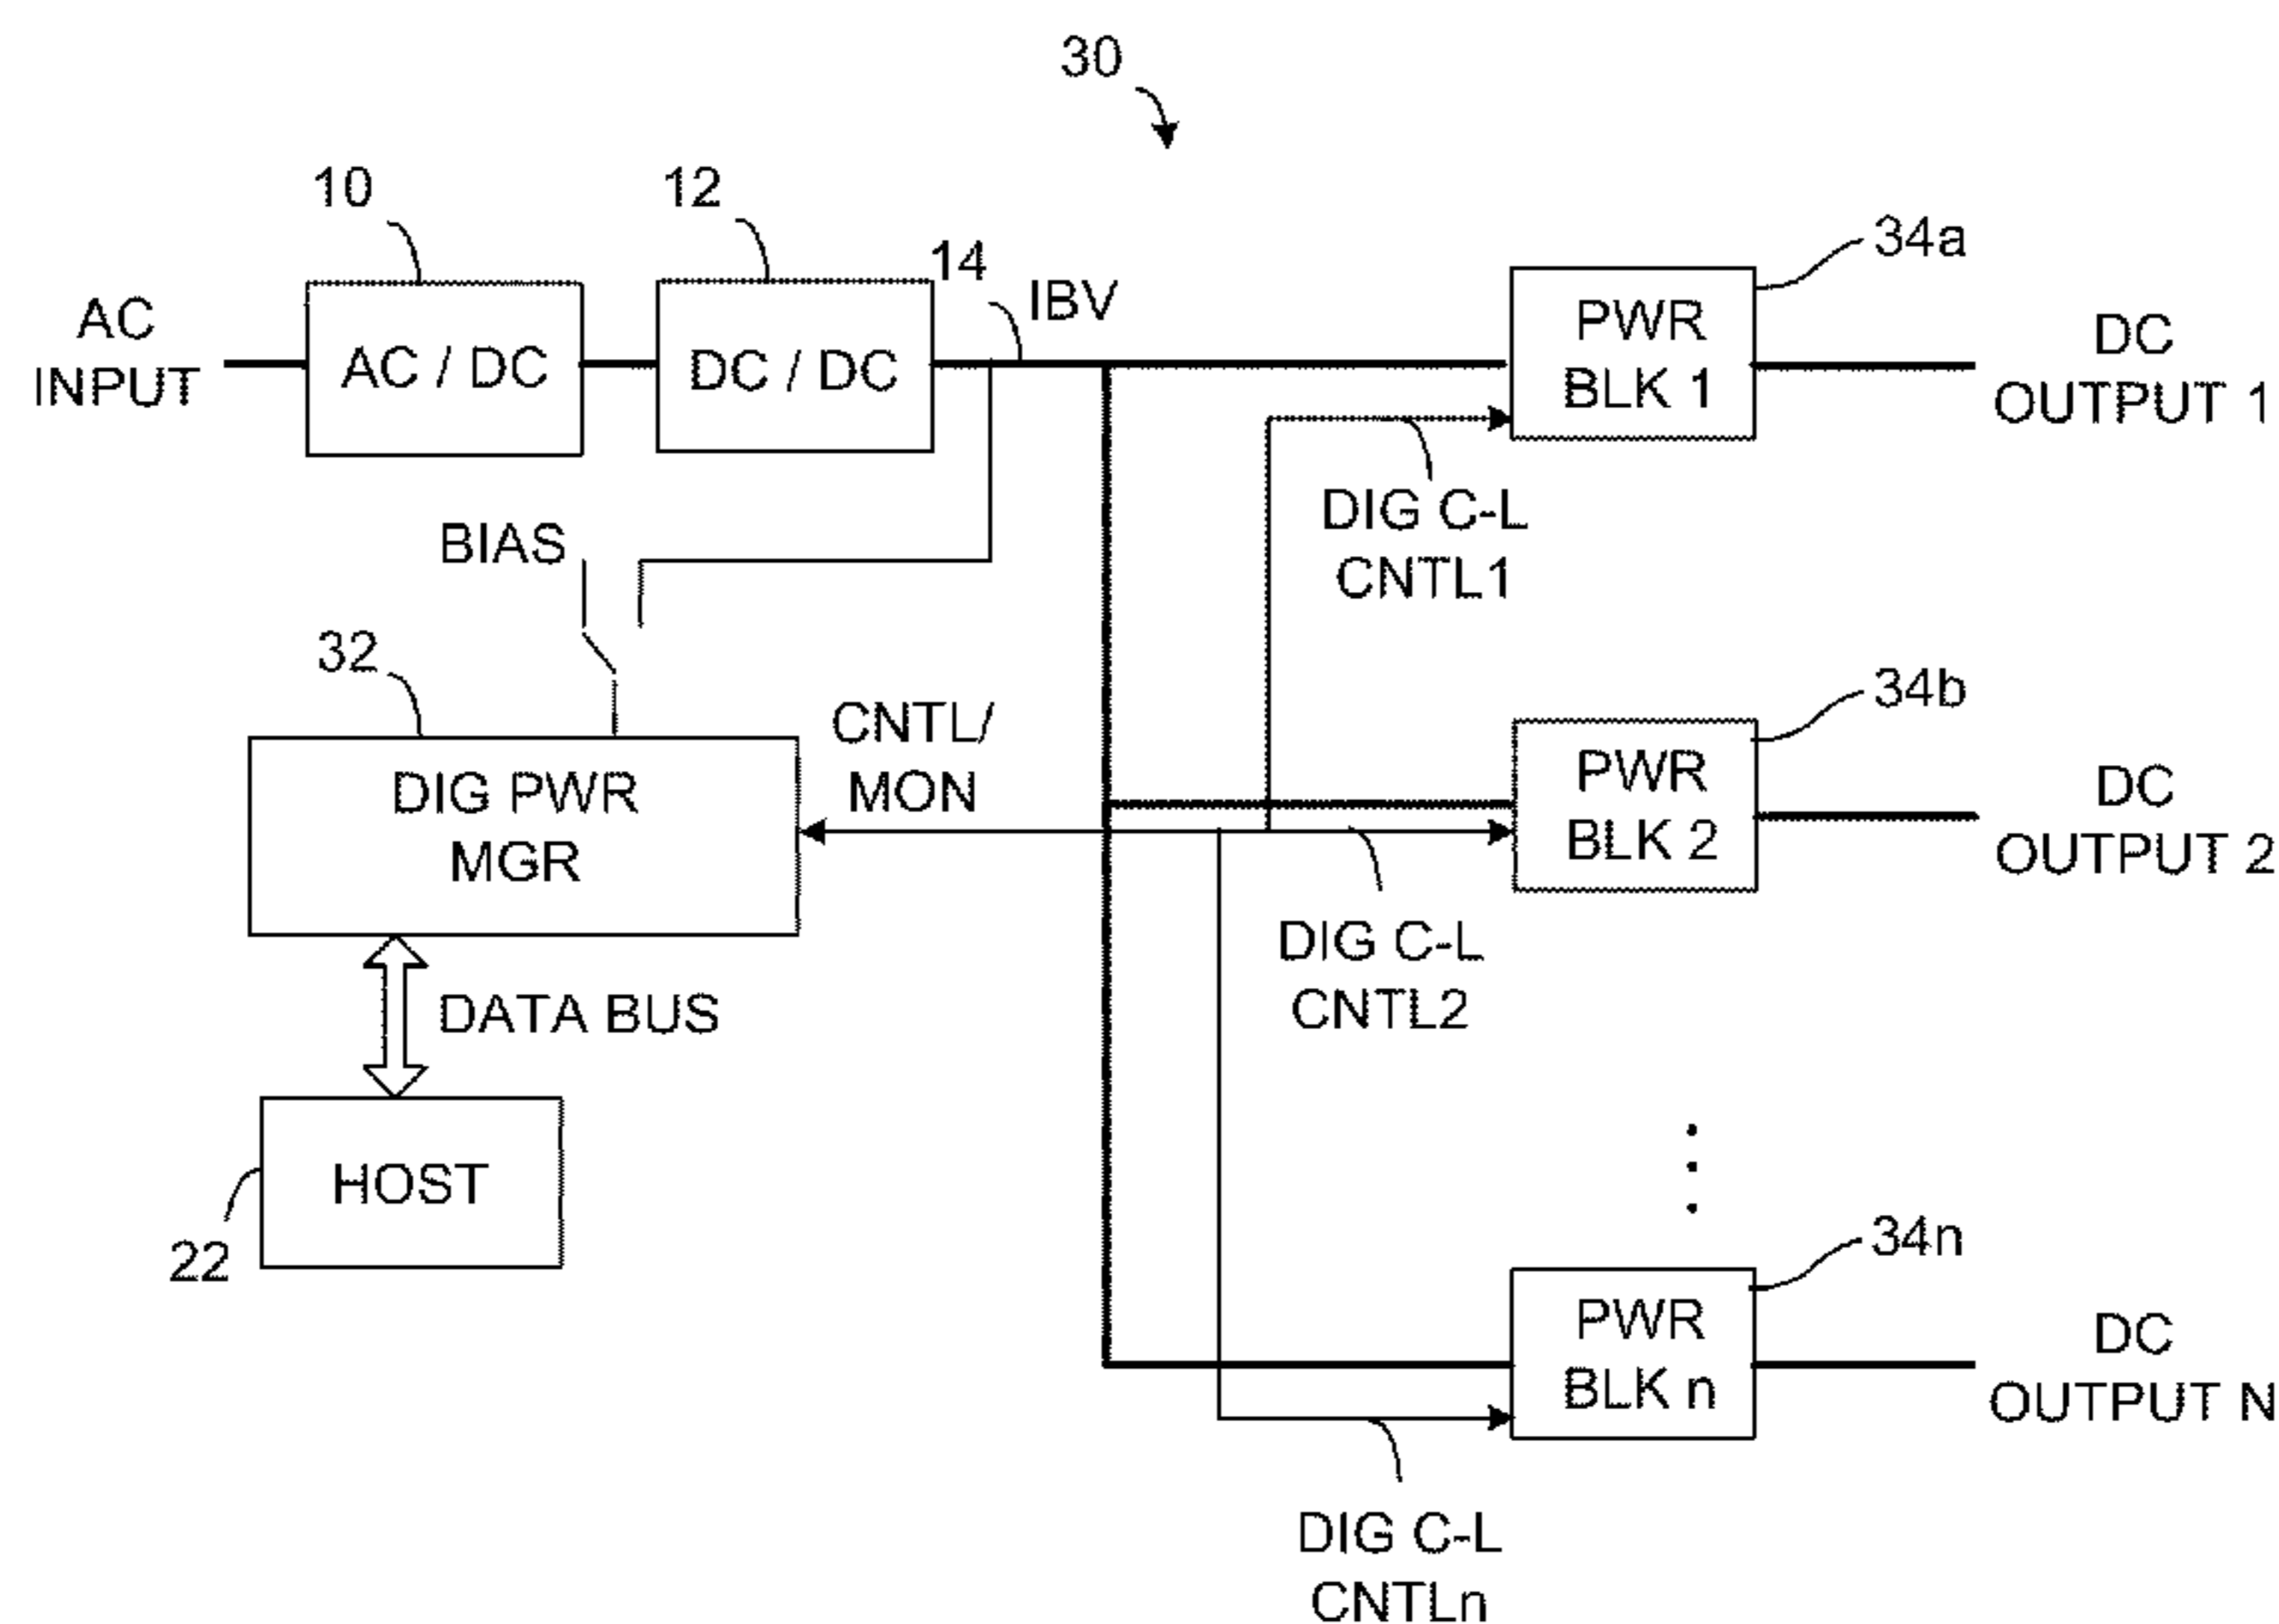 30
10
12
14
IBV
34a
AC
INPUT
AC / DC
DC / DC
PWR
BLK 1
DC
OUTPUT 1
DIG C-L
CNTL1
BIAS
32
CNTL/
MON
34b
DIG PWR
MGR
PWR
BLK 2
DC
OUTPUT 2
DIG C-L
CNTL2
DATA BUS
HOST
22
34n
PWR
BLK n
DC
OUTPUT N
DIG C-L
CNTLn